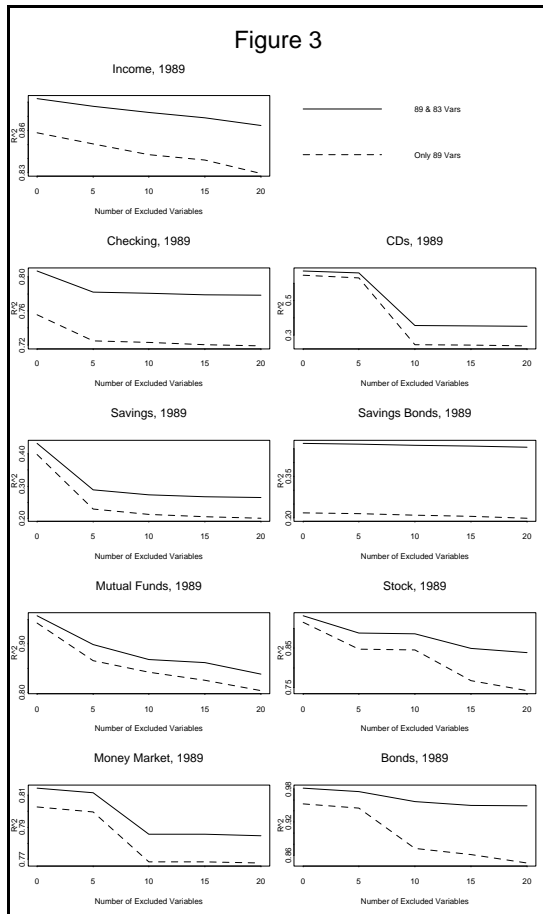 Figure 3
Income, 1989
R^2
0.83 0.86
0 5 10 15 20
Number of Excluded Variables
89 & 83 Vars
Only 89 Vars
Checking, 1989
R^2
0.72 0.76 0.80
0 5 10 15 20
Number of Excluded Variables
CDs, 1989
R^2
0.3 0.5
0 5 10 15 20
Number of Excluded Variables
Savings, 1989
R^2
0.20 0.30 0.40
0 5 10 15 20
Number of Excluded Variables
Savings Bonds, 1989
R^2
0.20 0.35
0 5 10 15 20
Number of Excluded Variables
Mutual Funds, 1989
R^2
0.80 0.90
0 5 10 15 20
Number of Excluded Variables
Stock, 1989
R^2
0.75 0.85
0 5 10 15 20
Number of Excluded Variables
Money Market, 1989
R^2
0.77 0.79 0.81
0 5 10 15 20
Number of Excluded Variables
Bonds, 1989
R^2
0.86 0.92 0.98
0 5 10 15 20
Number of Excluded Variables